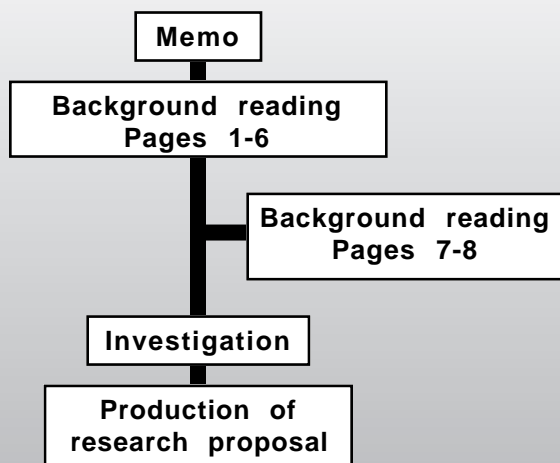 Memo
Background reading
Pages 1-6
Background reading
Pages 7-8
Investigation
Production of
research proposal